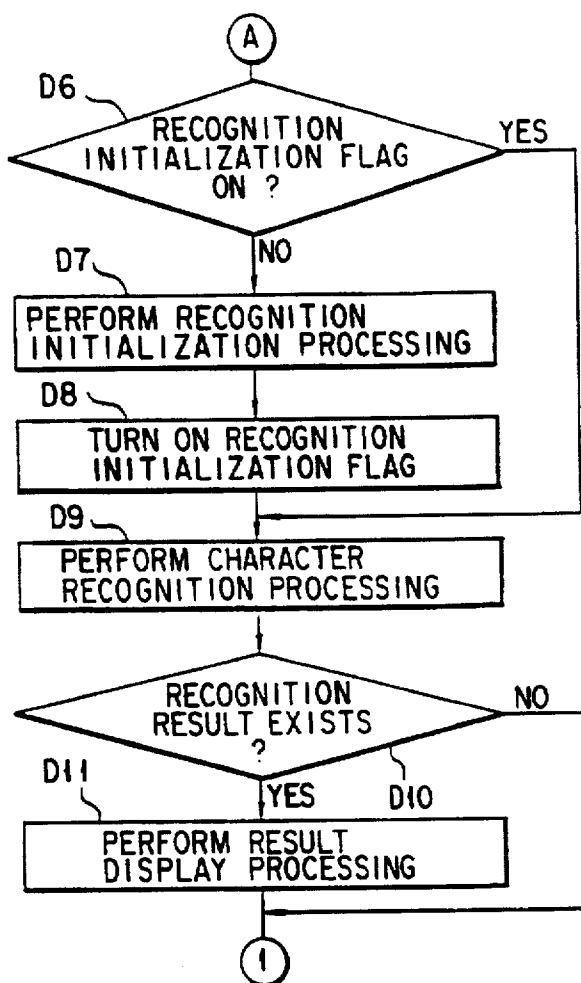 A
D6
RECOGNITION
INITIALIZATION FLAG
ON ?
YES
NO
D7
PERFORM RECOGNITION
INITIALIZATION PROCESSING
D8
TURN ON RECOGNITION
INITIALIZATION FLAG
D9
PERFORM CHARACTER
RECOGNITION PROCESSING
RECOGNITION
RESULT EXISTS
?
NO
D10
YES
D11
PERFORM RESULT
DISPLAY PROCESSING
1